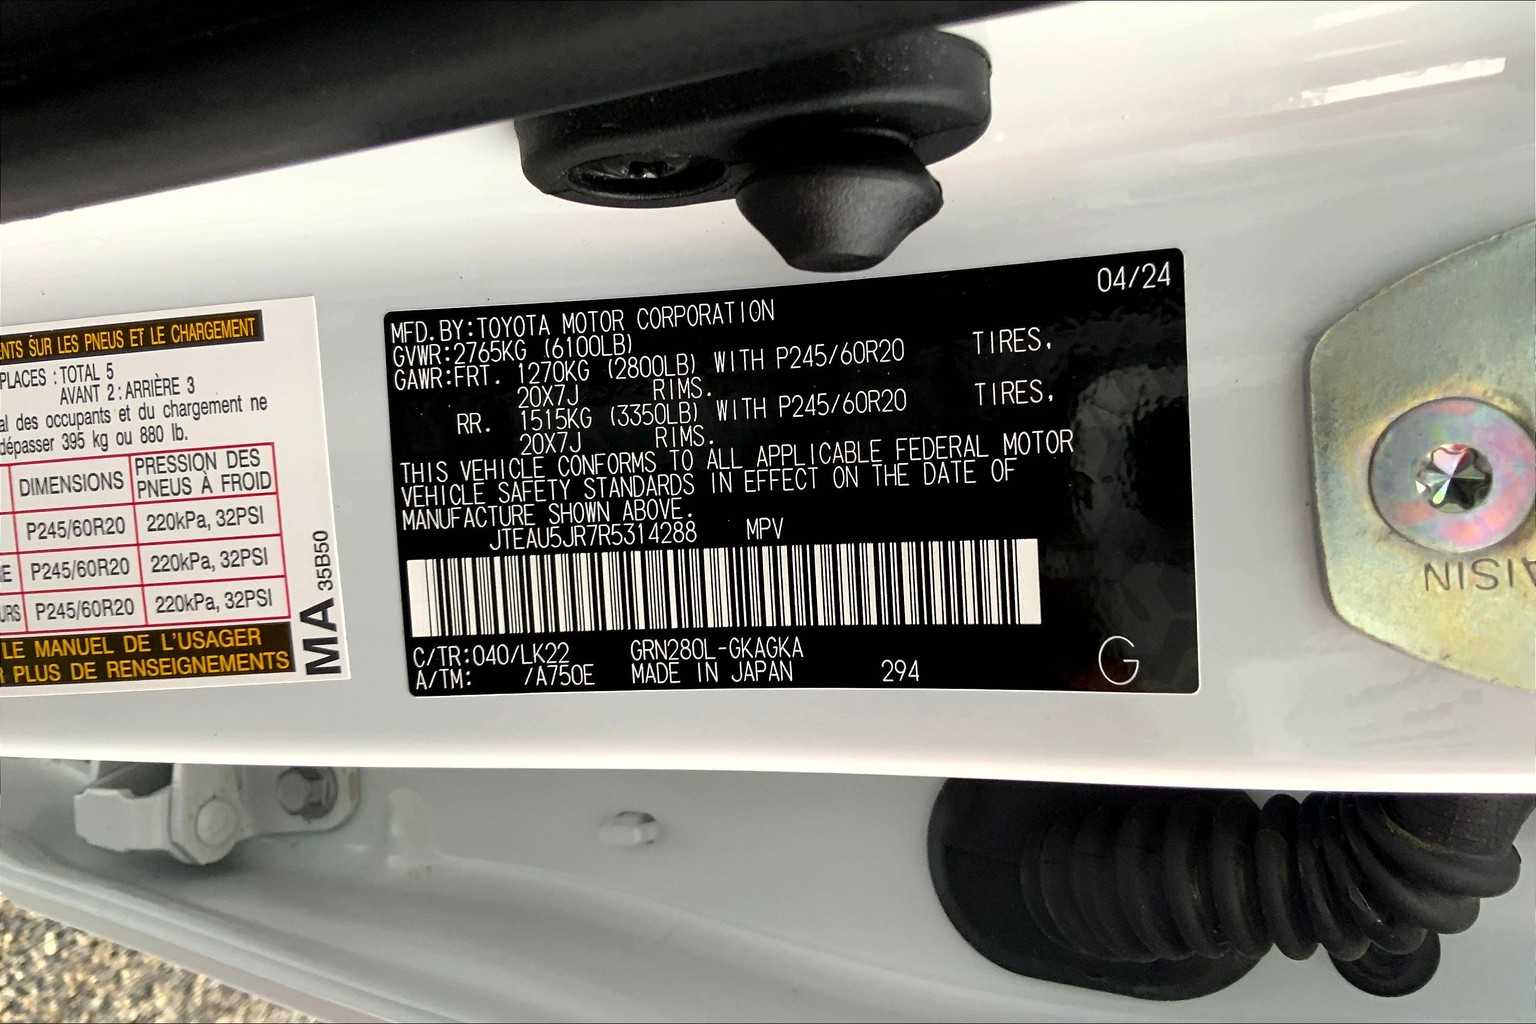 NTS SUR LES PNEUS ET LE CHARGEMENT
PLACES : TOTAL 5
AVANT 2 : ARRIÈRE 3
al des occupants et du chargement ne
dépasser 395 kg ou 880 lb.
DIMENSIONS PRESSION DES PNEUS À FROID
P245/60R20 220kPa, 32PSI
P245/60R20 220kPa, 32PSI
URS P245/60R20 220kPa, 32PSI
LE MANUEL DE L'USAGER
R PLUS DE RENSEIGNEMENTS
MA 35B50
04/24
MFD.BY:TOYOTA MOTOR CORPORATION
GVWR:2765KG (6100LB)
GAWR:FRT. 1270KG (2800LB) WITH P245/60R20 TIRES,
20X7J RIMS.
RR. 1515KG (3350LB) WITH P245/60R20 TIRES,
20X7J RIMS.
THIS VEHICLE CONFORMS TO ALL APPLICABLE FEDERAL MOTOR
VEHICLE SAFETY STANDARDS IN EFFECT ON THE DATE OF
MANUFACTURE SHOWN ABOVE.
JTEAU5JR7R5314288 MPV
C/TR:040/LK22 GRN280L-GKAGKA
A/TM: /A750E MADE IN JAPAN 294
G
AISIN